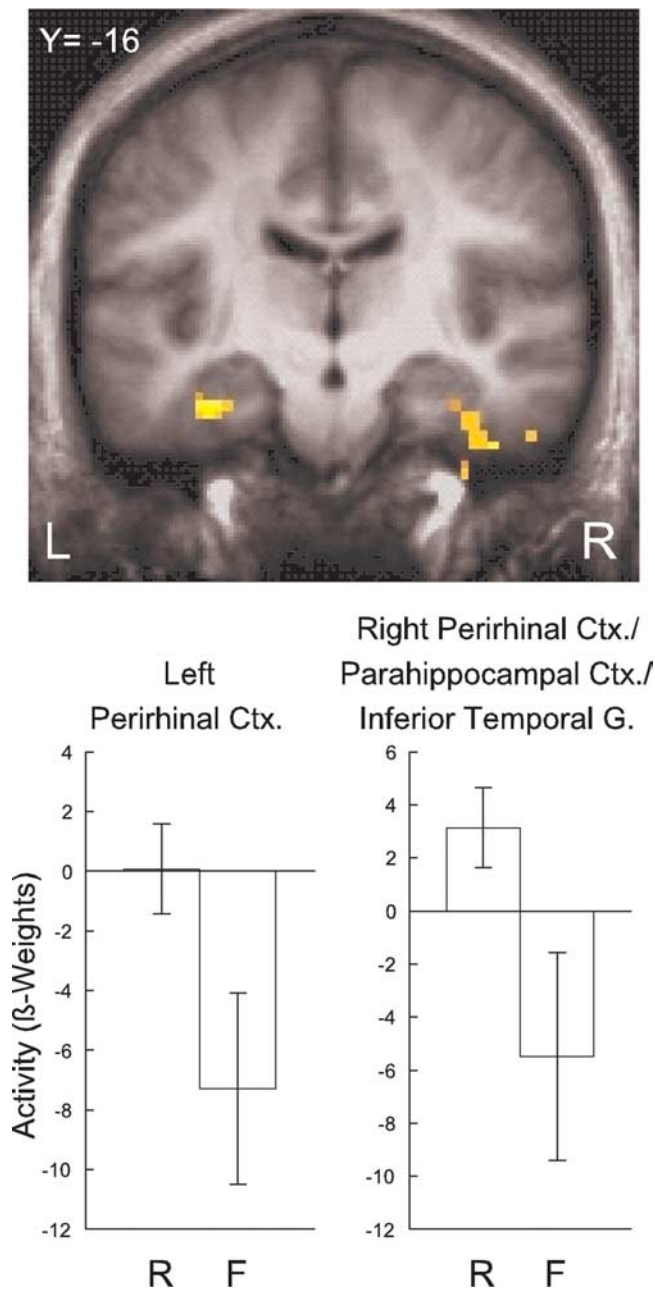 Y= -16
L R
Left
Perirhinal Ctx.
Right Perirhinal Ctx./
Parahippocampal Ctx./
Inferior Temporal G.
Activity (ß-Weights)
4
2
0
-2
-4
-6
-8
-10
-12
R F
6
4
2
0
-2
-4
-6
-8
-10
-12
R F